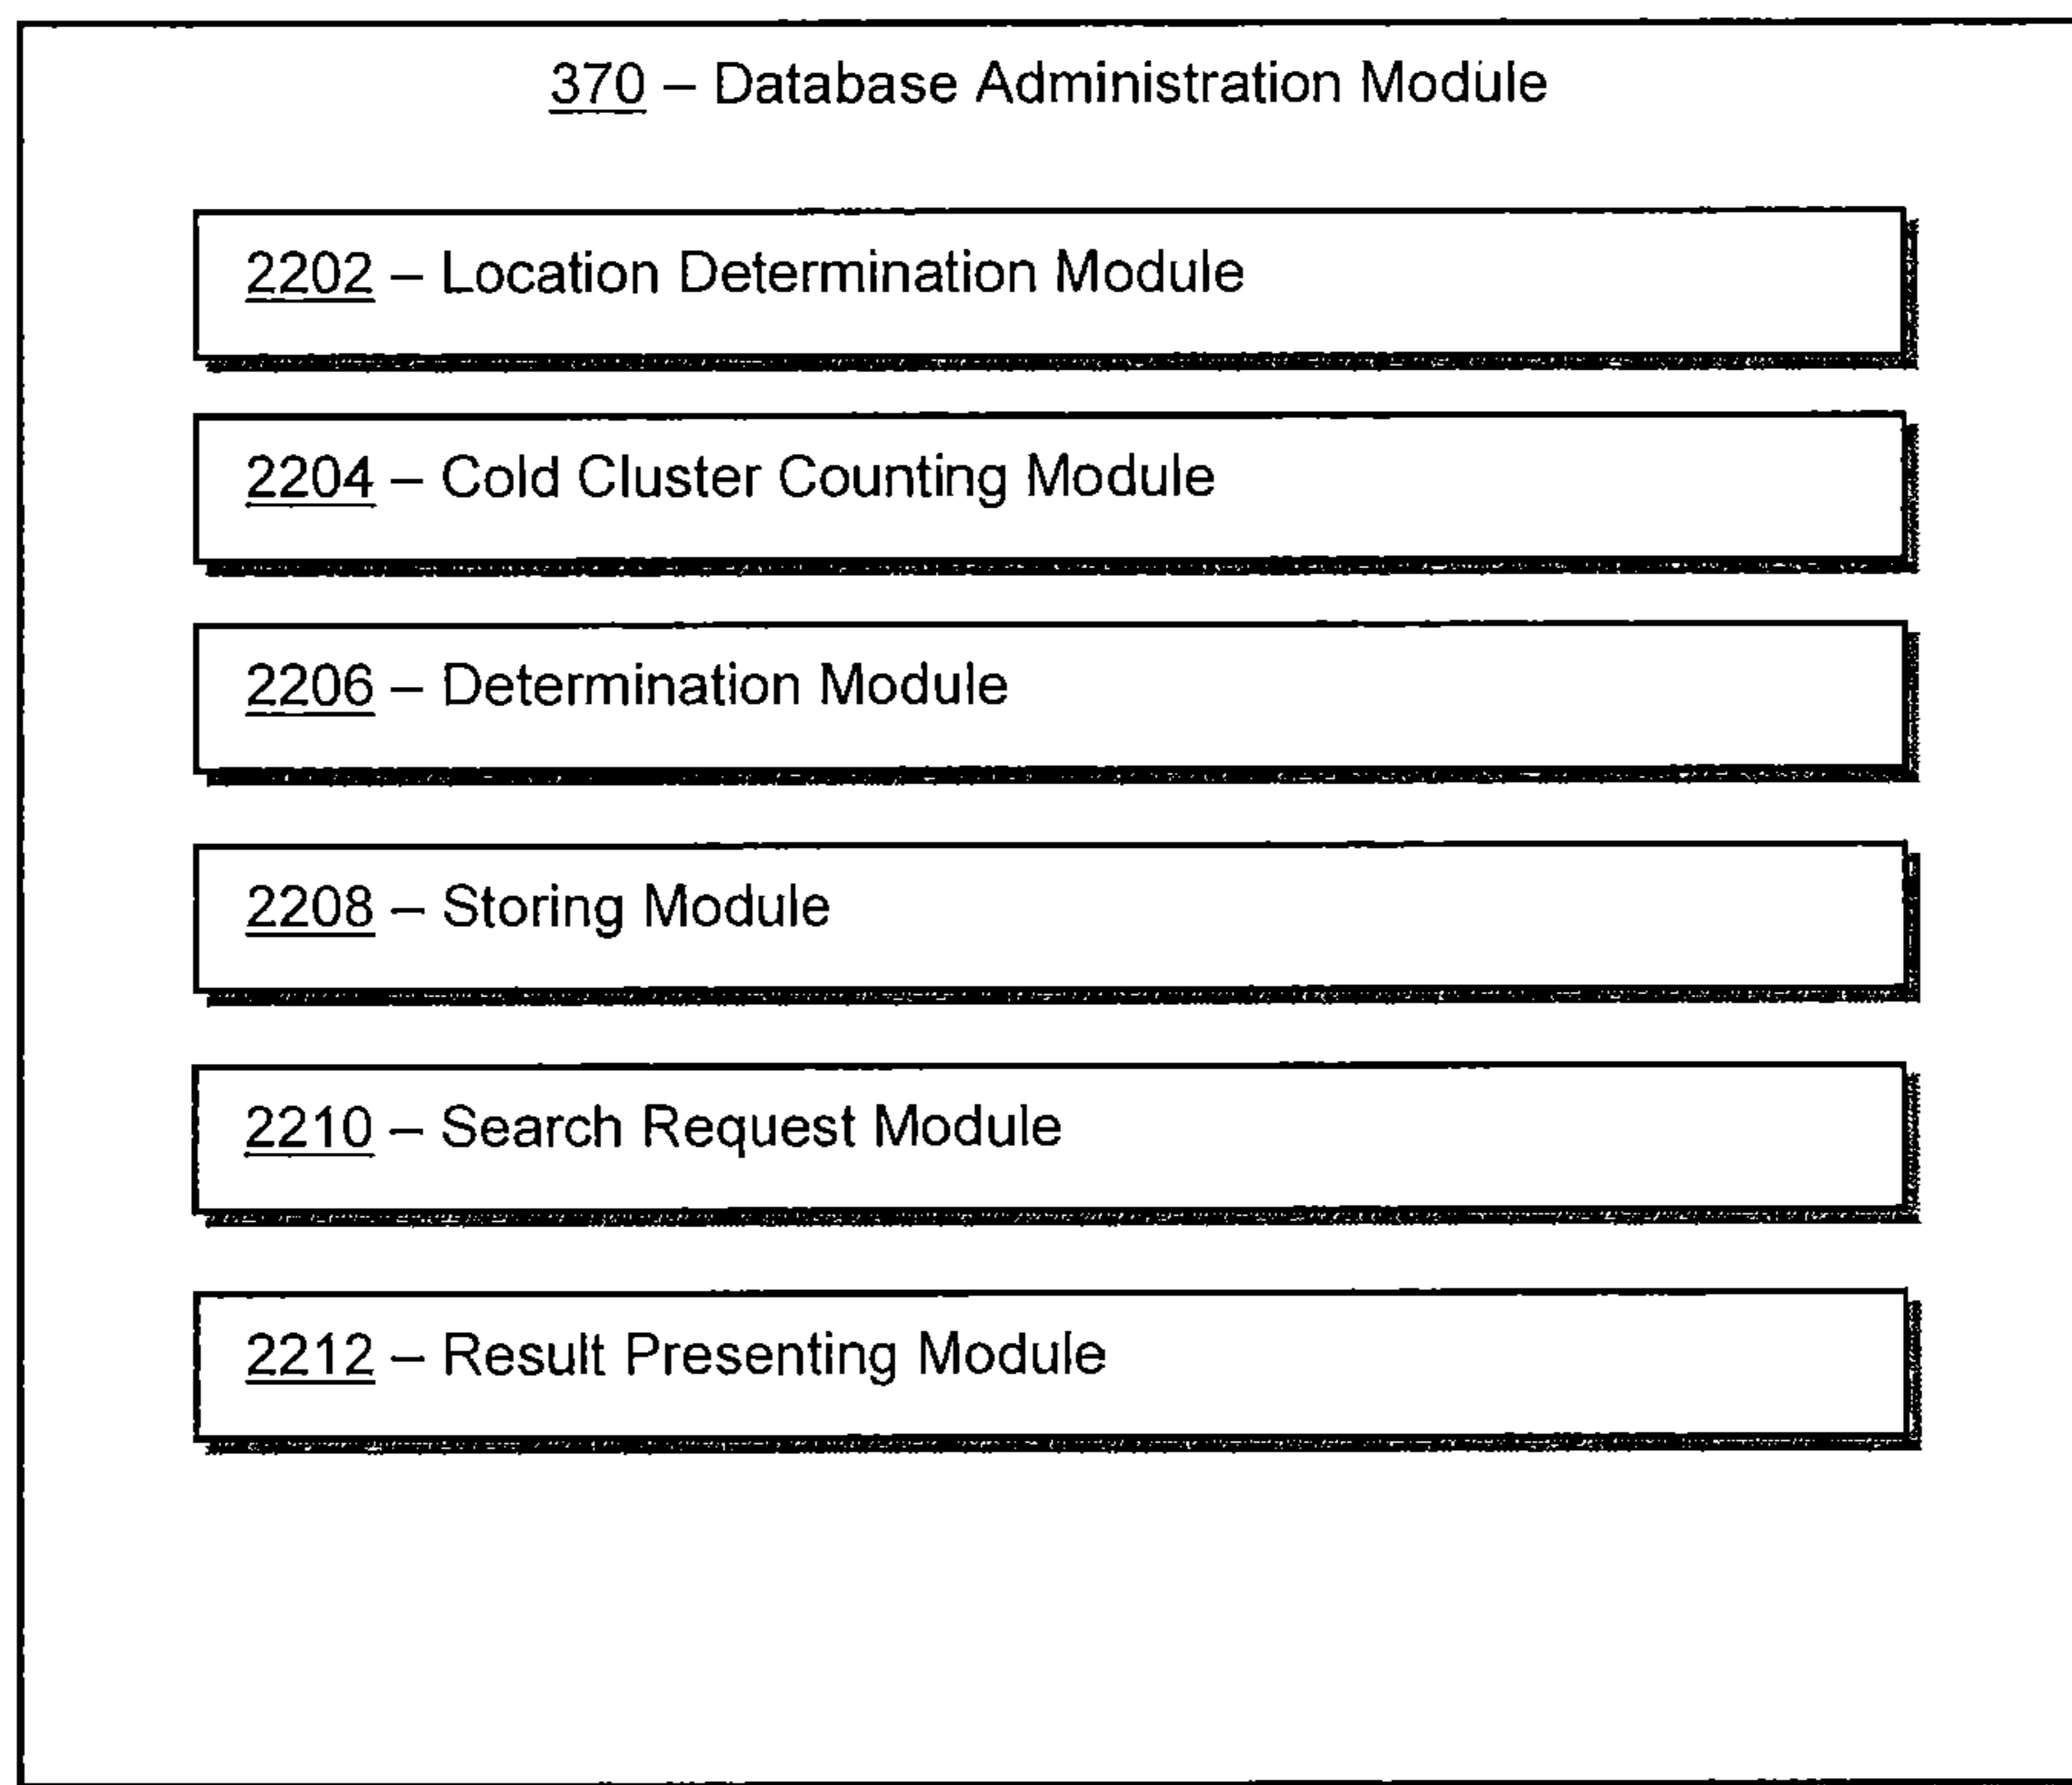 370 – Database Administration Module
2202 – Location Determination Module
2204 – Cold Cluster Counting Module
2206 – Determination Module
2208 – Storing Module
2210 – Search Request Module
2212 – Result Presenting Module